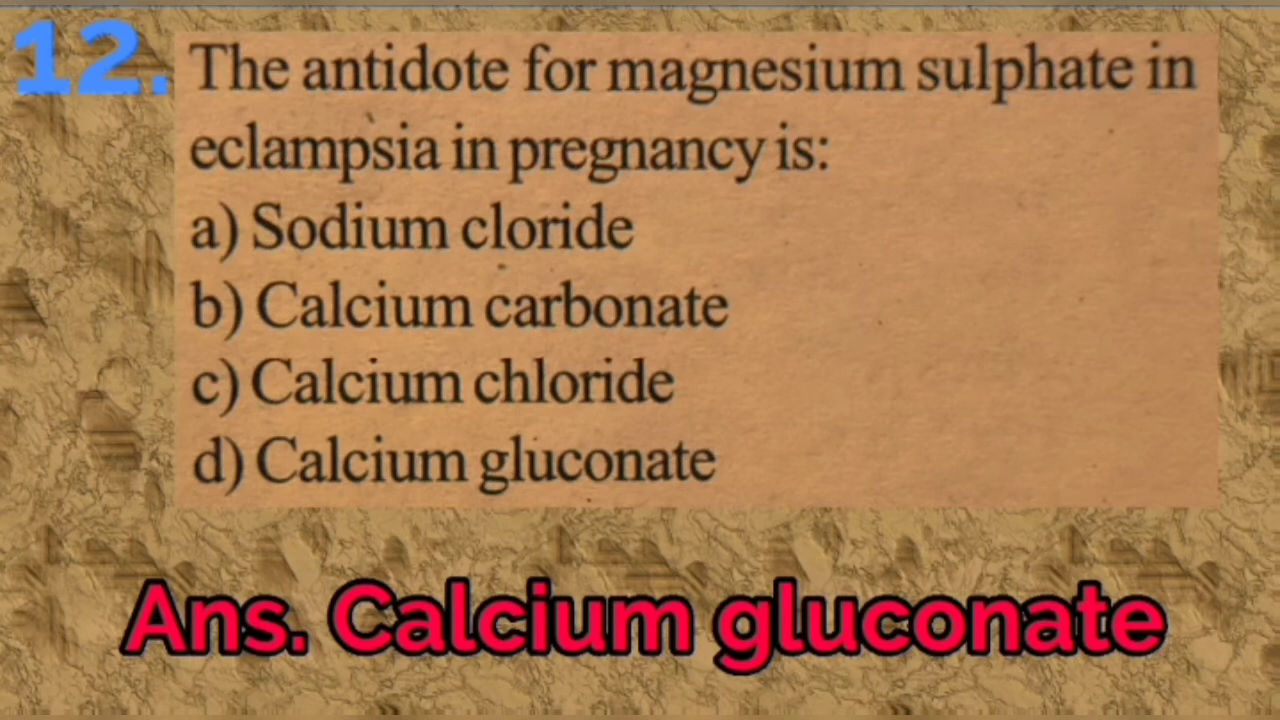 12. The antidote for magnesium sulphate in
eclampsia in pregnancy is:
a) Sodium cloride
b) Calcium carbonate
c) Calcium chloride
d) Calcium gluconate
Ans. Calcium gluconate